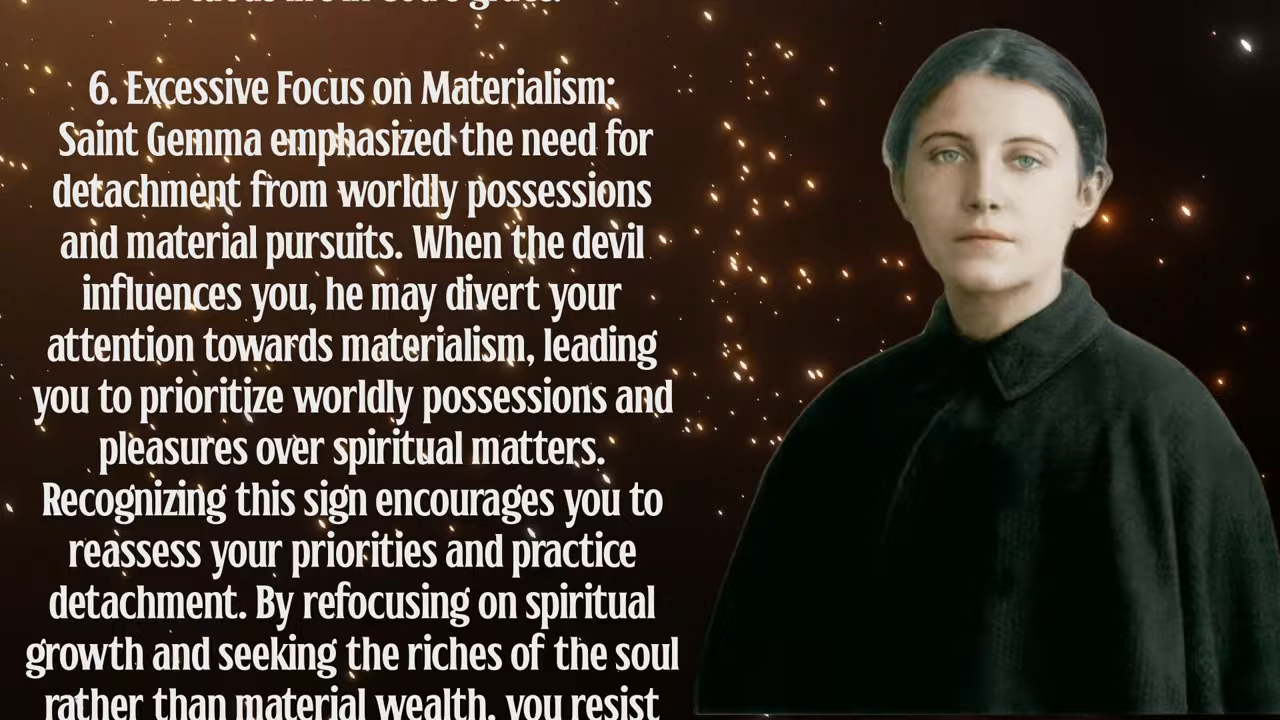 6. Excessive Focus on Materialism:
Saint Gemma emphasized the need for
detachment from worldly possessions
and material pursuits. When the devil
influences you, he may divert your
attention towards materialism, leading
you to prioritize worldly possessions and
pleasures over spiritual matters.
Recognizing this sign encourages you to
reassess your priorities and practice
detachment. By refocusing on spiritual
growth and seeking the riches of the soul
rather than material wealth, you resist